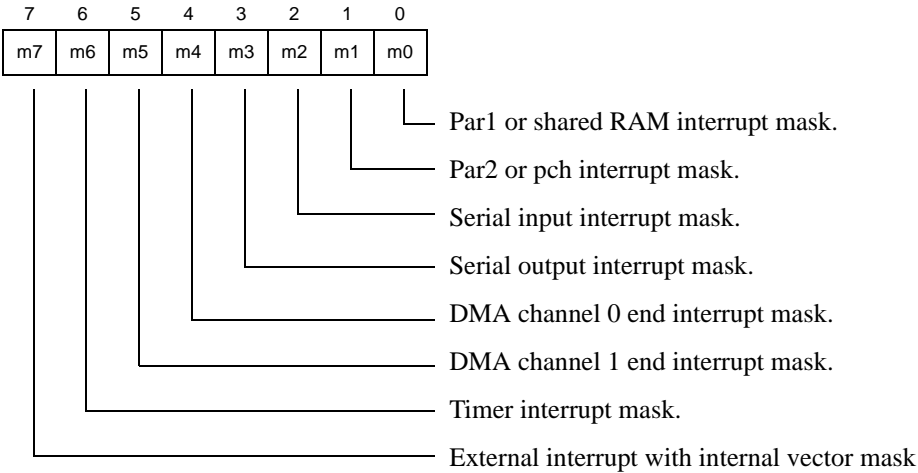 7 6 5 4 3 2 1 0
m7 m6 m5 m4 m3 m2 m1 m0
Par1 or shared RAM interrupt mask.
Par2 or pch interrupt mask.
Serial input interrupt mask.
Serial output interrupt mask.
DMA channel 0 end interrupt mask.
DMA channel 1 end interrupt mask.
Timer interrupt mask.
External interrupt with internal vector mask